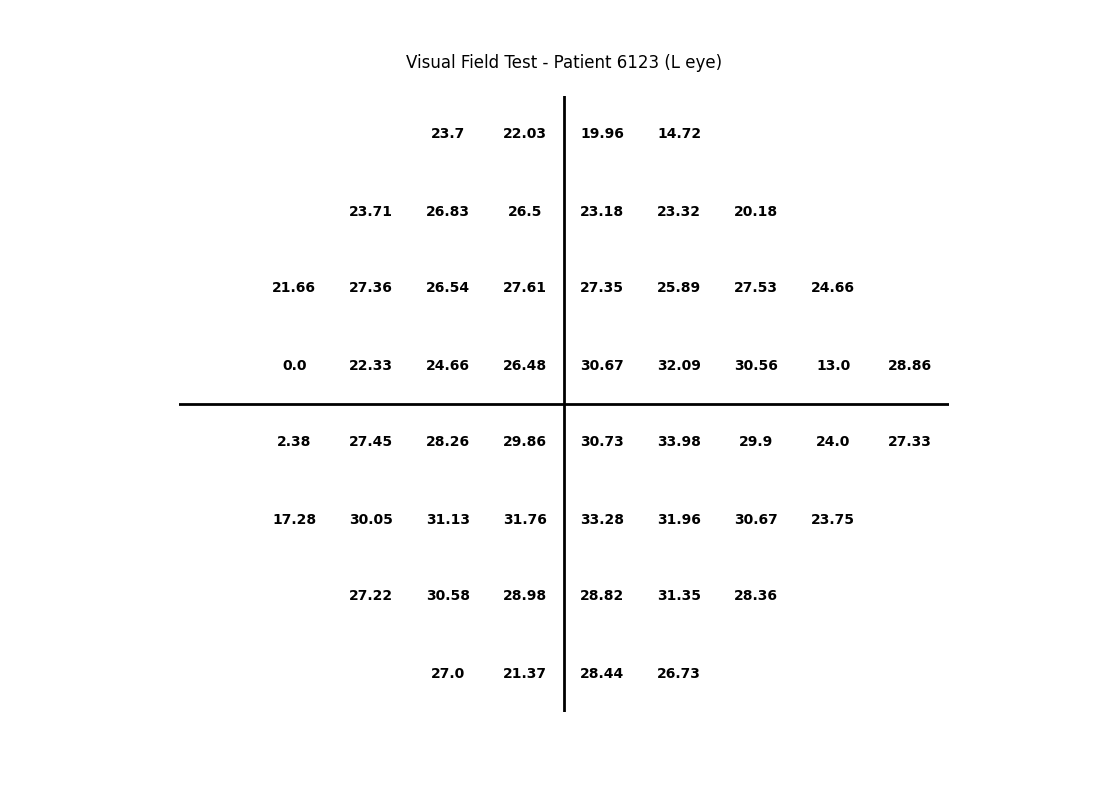 Visual Field Test - Patient 6123 (L eye)
23.7 22.03 19.96 14.72
23.71 26.83 26.5 23.18 23.32 20.18
21.66 27.36 26.54 27.61 27.35 25.89 27.53 24.66
0.0 22.33 24.66 26.48 30.67 32.09 30.56 13.0 28.86
2.38 27.45 28.26 29.86 30.73 33.98 29.9 24.0 27.33
17.28 30.05 31.13 31.76 33.28 31.96 30.67 23.75
27.22 30.58 28.98 28.82 31.35 28.36
27.0 21.37 28.44 26.73